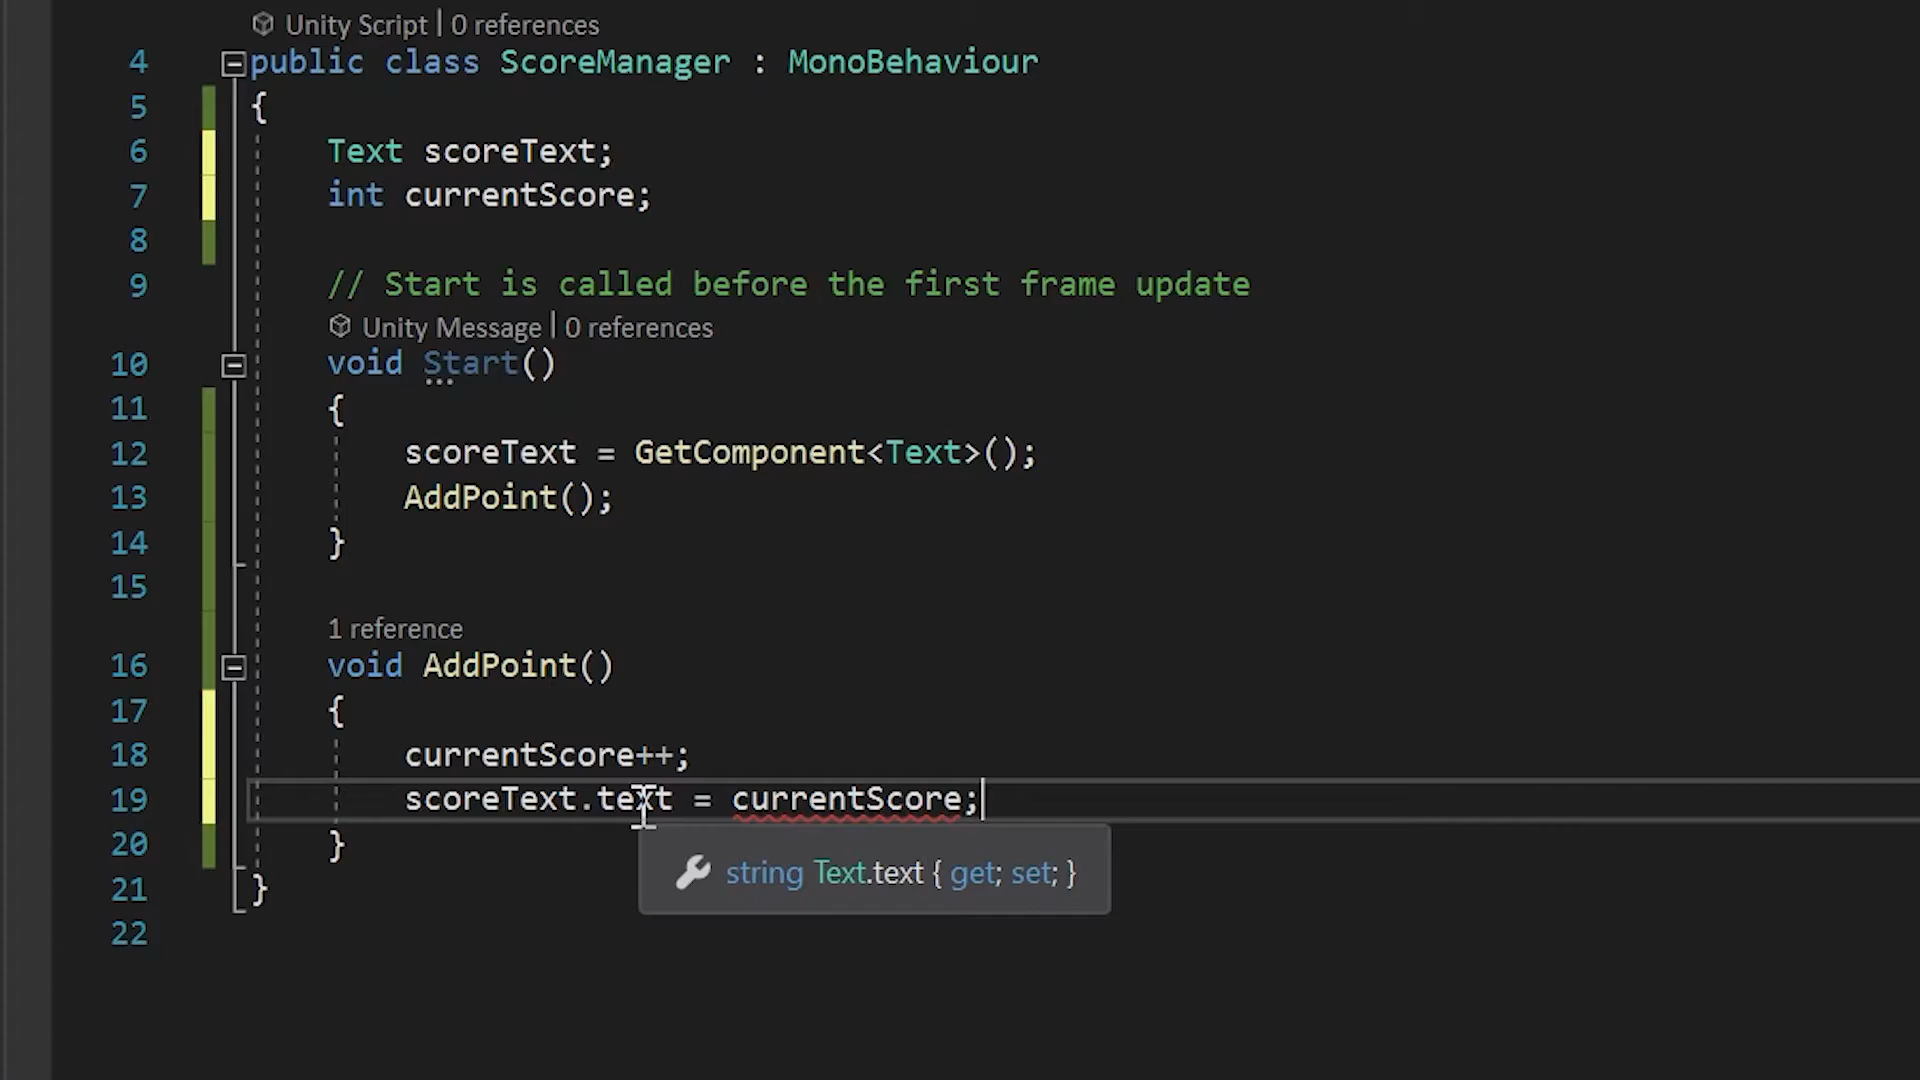 Unity Script | 0 references
4 public class ScoreManager : MonoBehaviour
5 {
6 Text scoreText;
7 int currentScore;
8
9 // Start is called before the first frame update
Unity Message | 0 references
10 void Start()
11 {
12 scoreText = GetComponent<Text>();
13 AddPoint();
14 }
15
1 reference
16 void AddPoint()
17 {
18 currentScore++;
19 scoreText.text = currentScore;
20 }
string Text.text { get; set; }
21 }
22